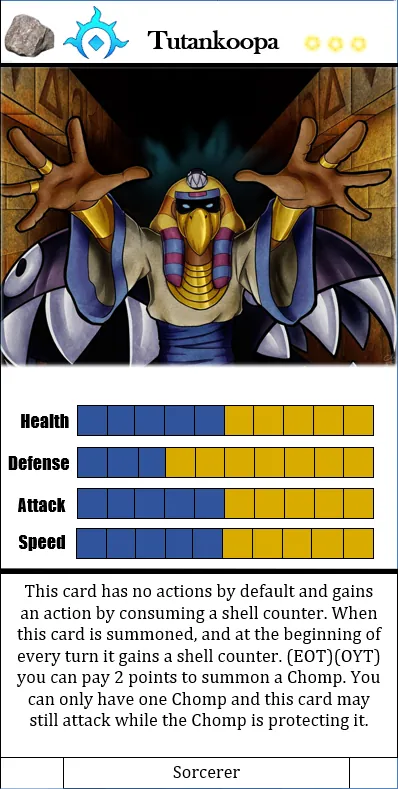 Tutankoopa
Health
Defense
Attack
Speed
This card has no actions by default and gains
an action by consuming a shell counter. When
this card is summoned, and at the beginning of
every turn it gains a shell counter. (EOT)(OYT)
you can pay 2 points to summon a Chomp. You
can only have one Chomp and this card may
still attack while the Chomp is protecting it.
Sorcerer